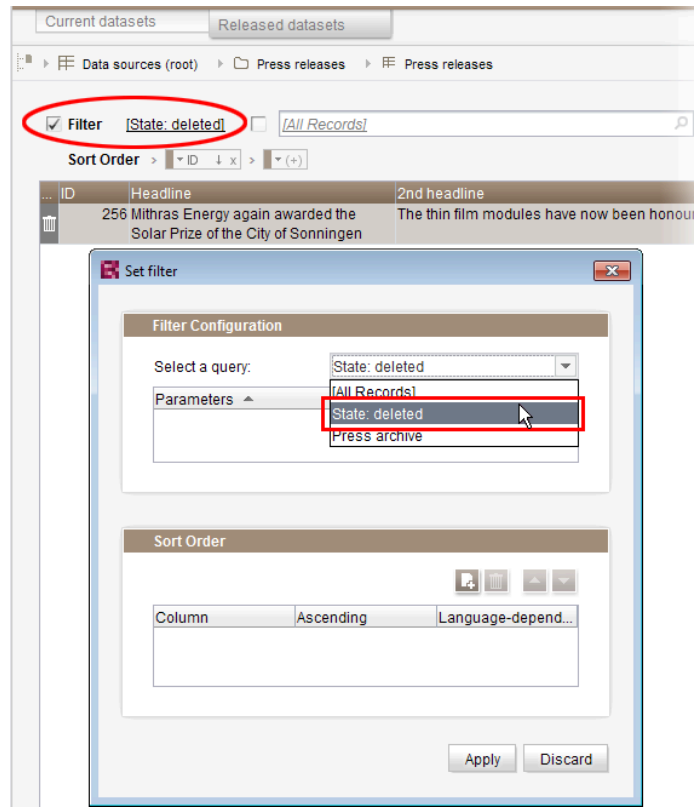 Current datasets
Released datasets
Data sources (root) Press releases Press releases
Filter [State: deleted] [All Records]
Sort Order > ID ↓ x > (+)
... ID Headline 2nd headline
256 Mithras Energy again awarded the The thin film modules have now been honou
Solar Prize of the City of Sonningen
Set filter
Filter Configuration
Select a query: State: deleted
Parameters [All Records]
State: deleted
Press archive
Sort Order
Column Ascending Language-depend...
Apply Discard